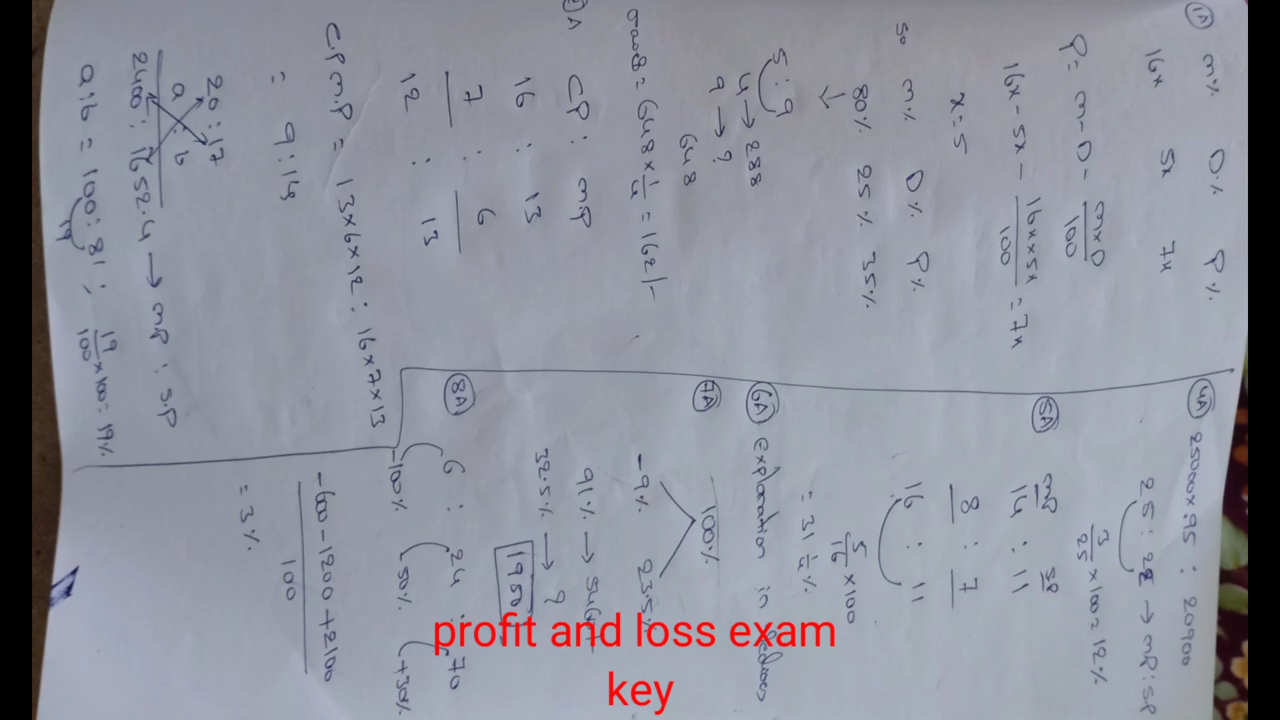 1A
m% D% P%
16x 5x 7x
P = m - D - mxD/100
16x - 5x - 16x×5x/100 = 7x
x = 5
so m% D% P%
80% 25% 35%
↓
5:9
4 → 288
9 → ?
648
648 × 1/4 = 162/-
CP : MP
16 : 13
7 : 6
12 : 13
CP MP = 13×6×12 : 16×7×13
= 9:14
20 : 17
a : b
2400 : 1652.4 → MP : S.P
a:b = 100 : 81 ; 19/100 × 100 : 19%
19
4A
25000×.95 : 20900
25 : 22 → MP : SP
3/25 × 100 = 12%
5A
MP SP
14 : 11
8 : 7
16 : 11
5/16 × 100
= 31 1/4 %
6A explanation in
7A
100%
-9% 23.5%
91% →
32.5% → ?
1950
8A
6 : 24 : 70
-100% (50% (+30%
-600 - 1200 + 2100
100
= 3%
profit and loss exam
key